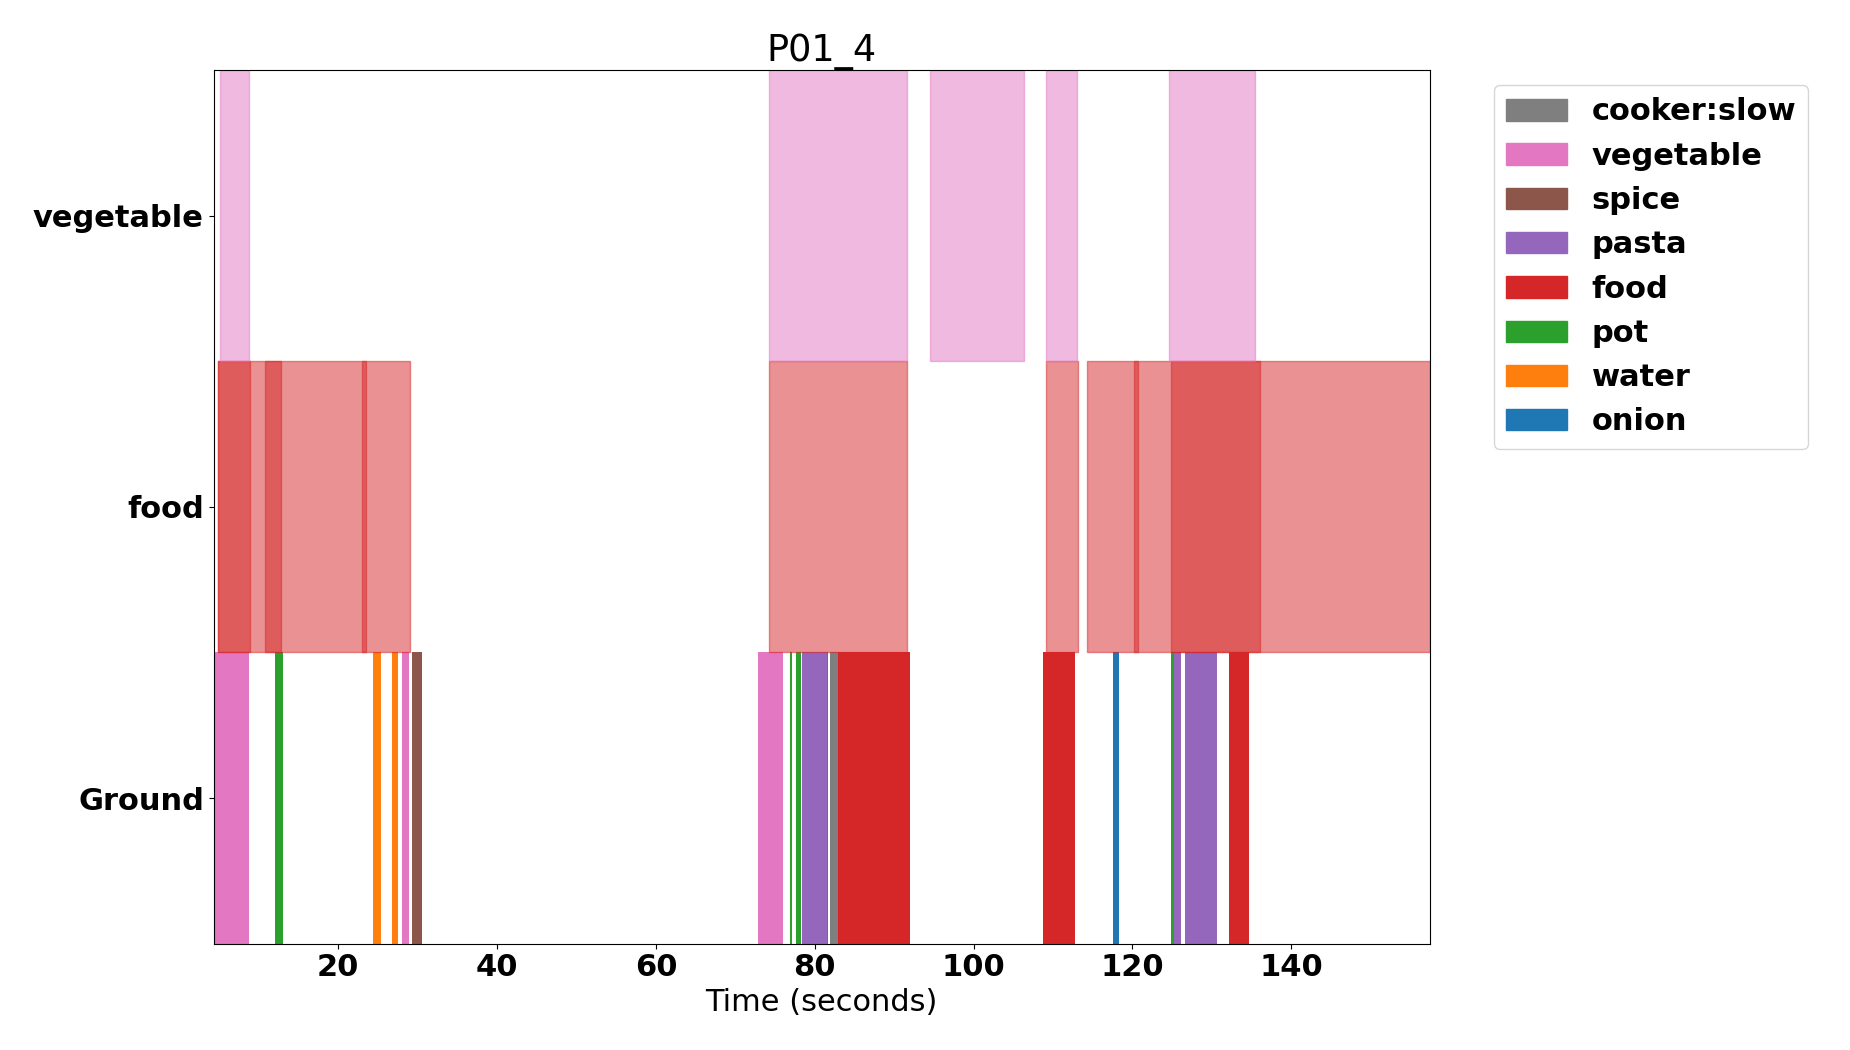 P01_4
vegetable
food
Ground
20 40 60 80 100 120 140
Time (seconds)
cooker:slow
vegetable
spice
pasta
food
pot
water
onion